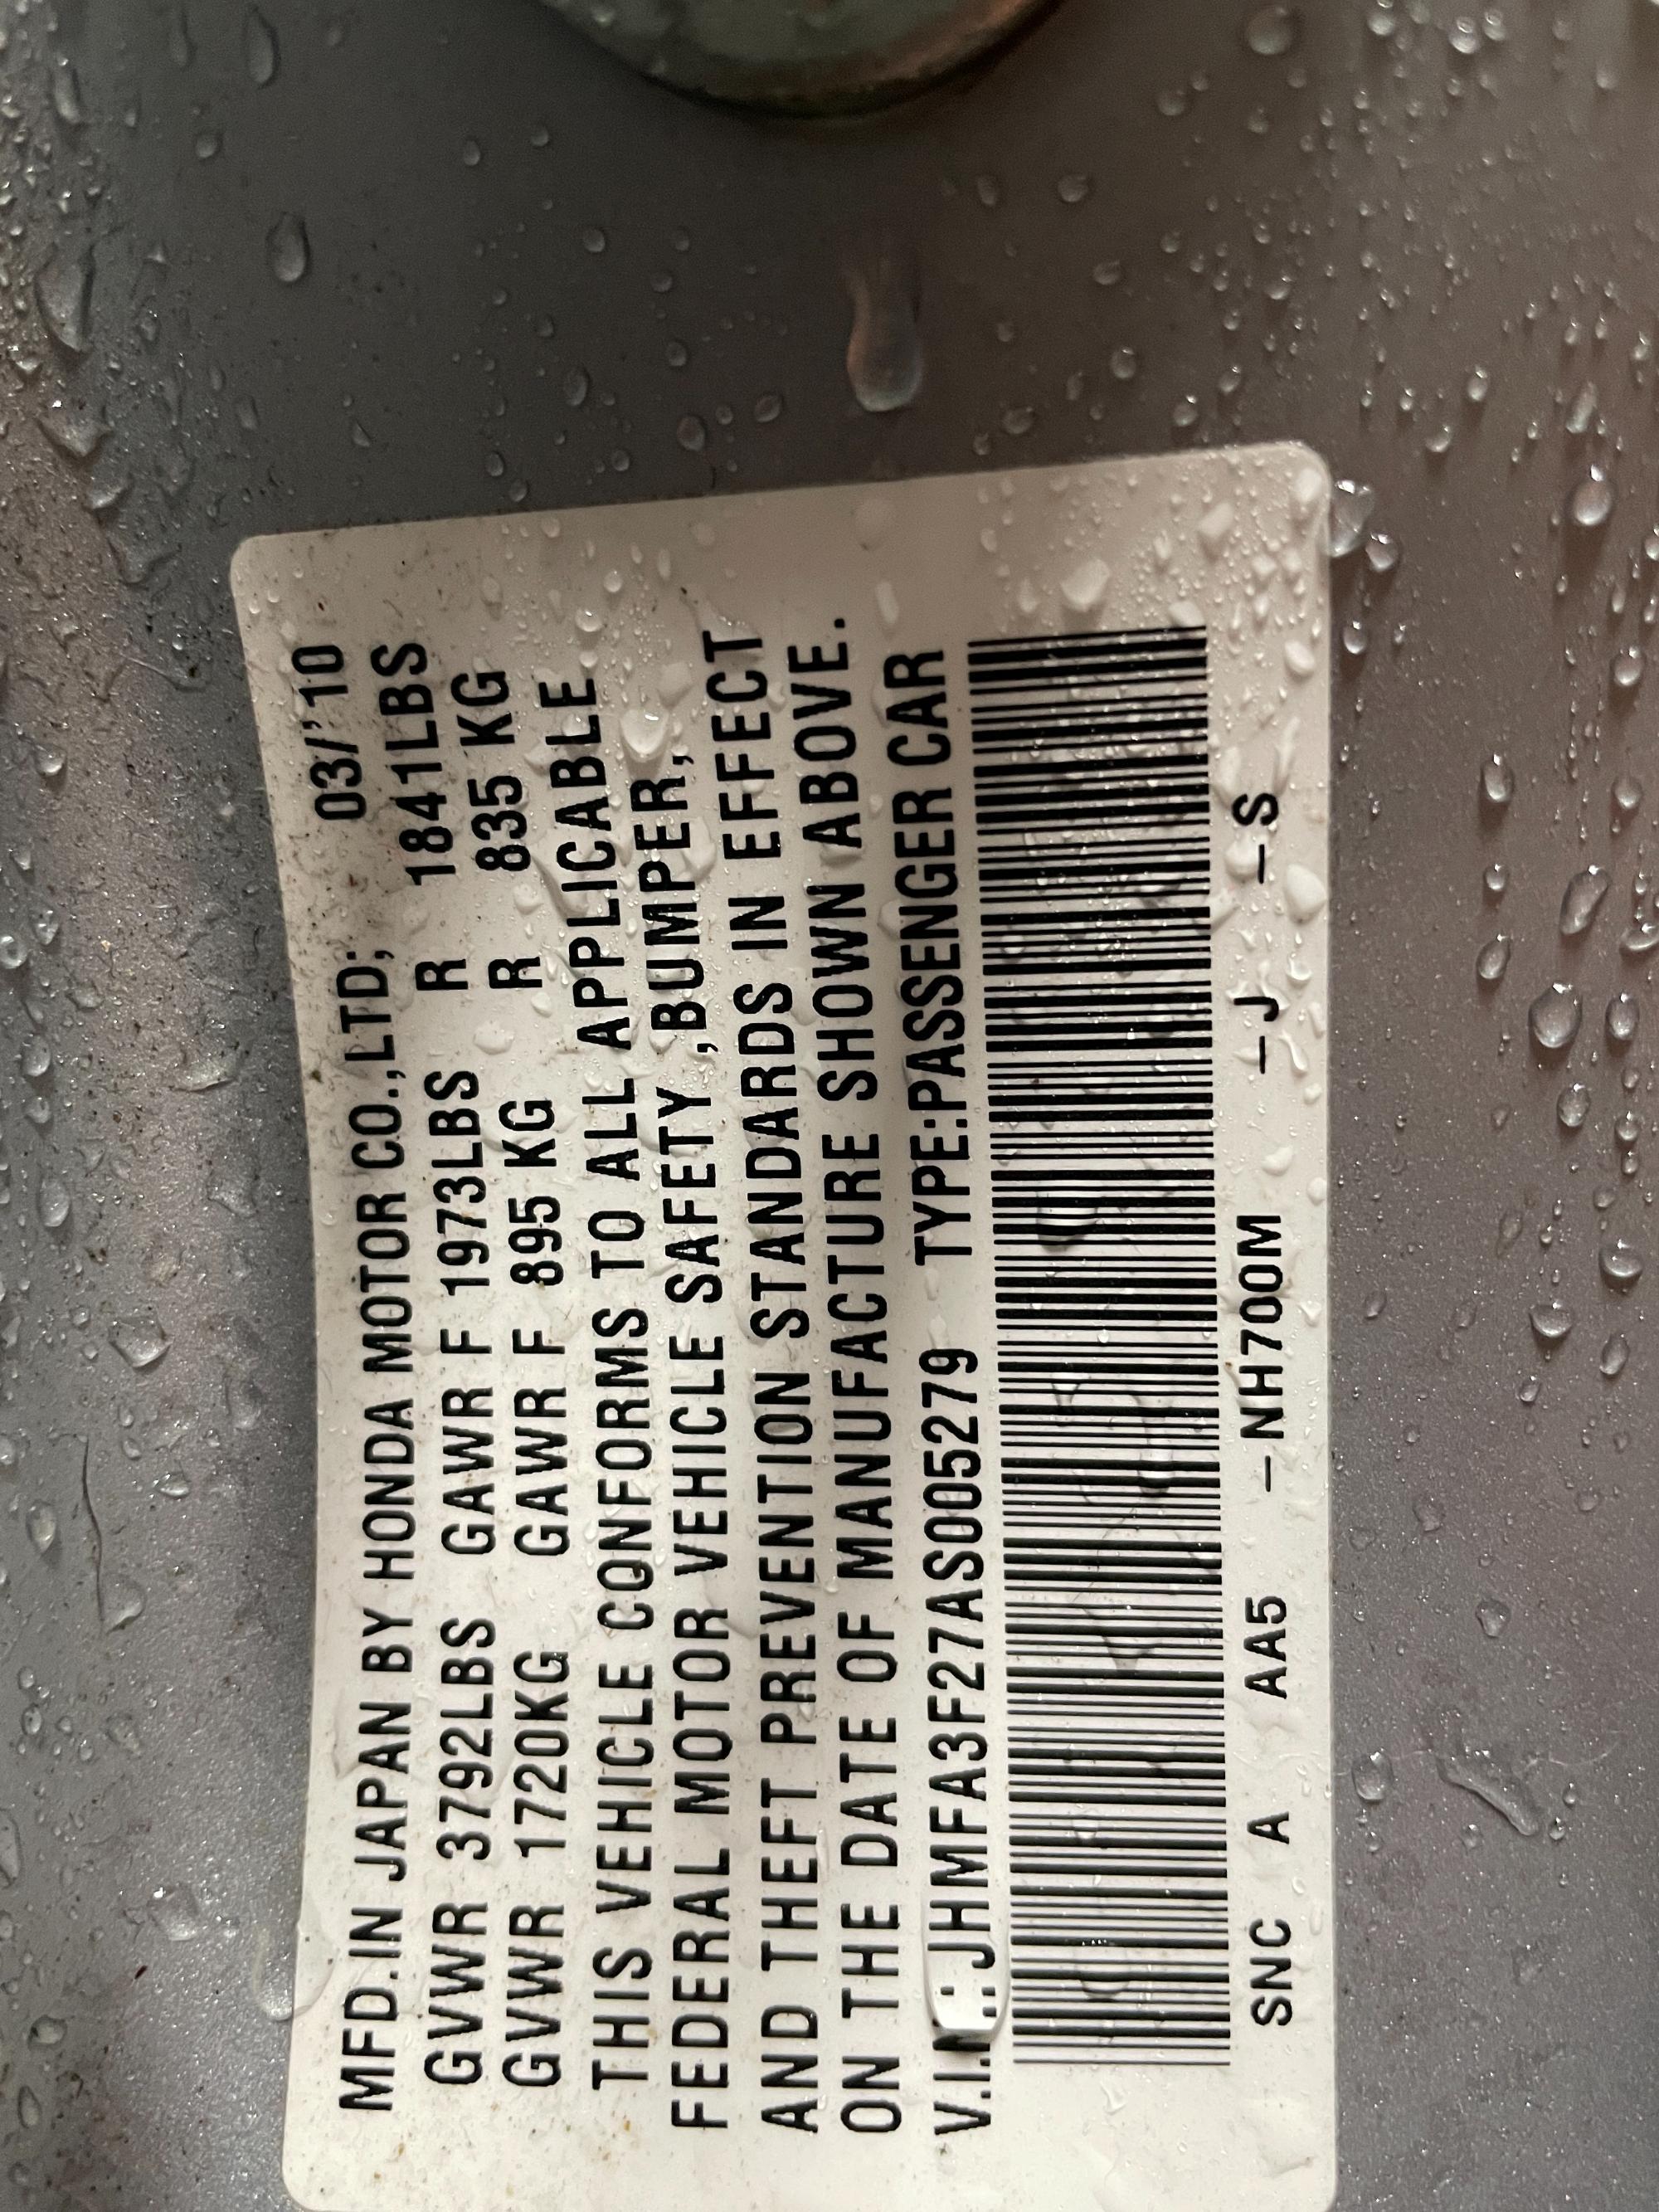 MFD.IN JAPAN BY HONDA MOTOR CO.,LTD; 03/'10
GVWR 3792LBS GAWR F 1973LBS R 1841LBS
GVWR 1720KG GAWR F 895 KG R 835 KG
THIS VEHICLE CONFORMS TO ALL APPLICABLE
FEDERAL MOTOR VEHICLE SAFETY,BUMPER,
AND THEFT PREVENTION STANDARDS IN EFFECT
ON THE DATE OF MANUFACTURE SHOWN ABOVE.
V.I.N.:JHMFA3F27AS005279 TYPE:PASSENGER CAR
SNC A AA5 –NH700M –J –S